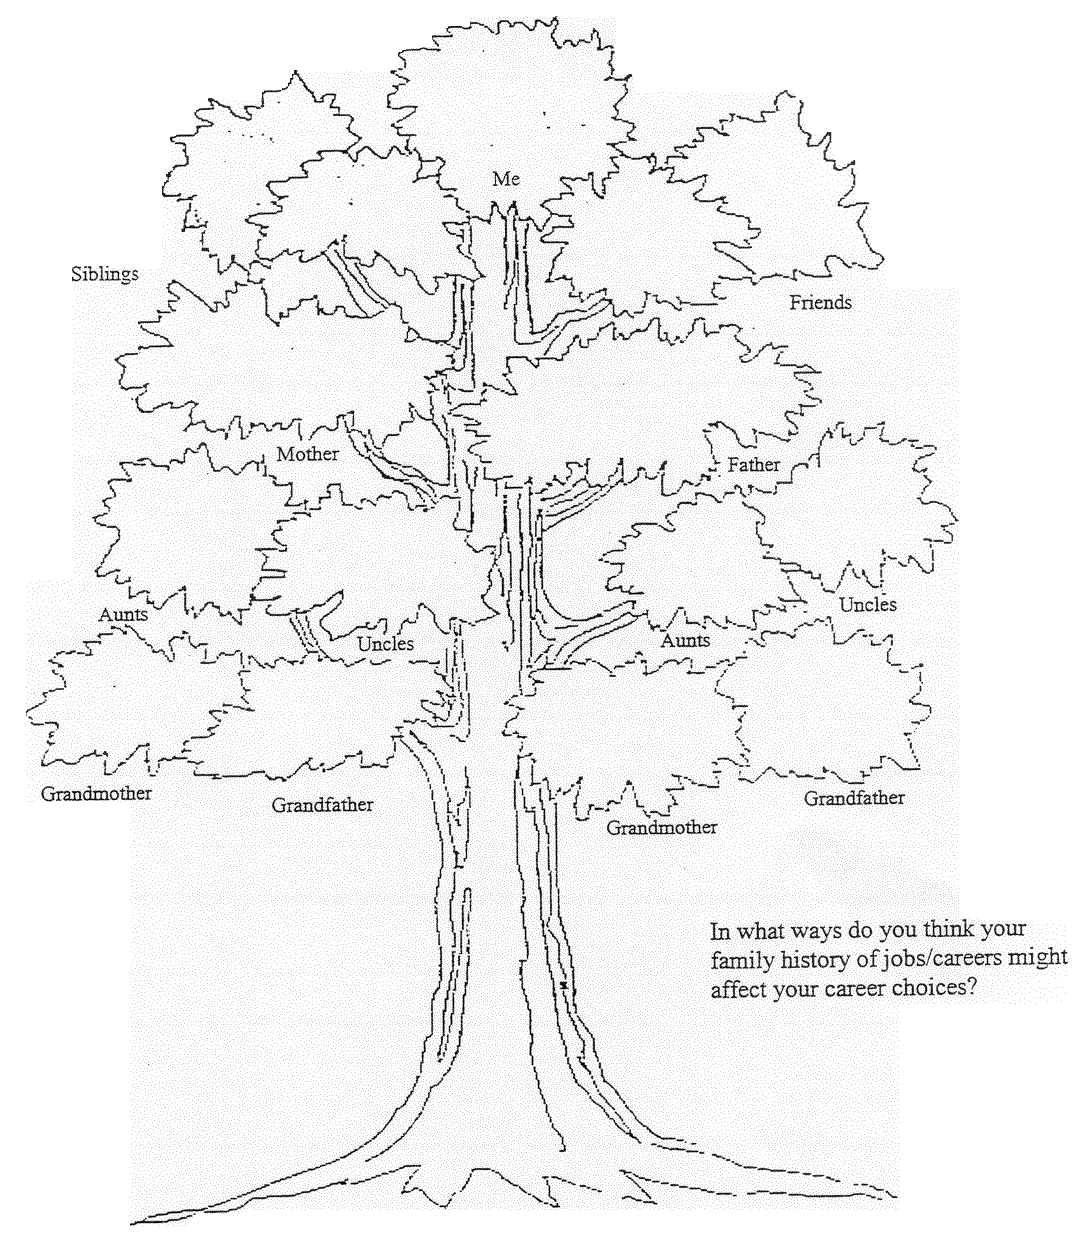 Me
Siblings
Friends
Mother
Father
Aunts
Uncles
Aunts
Uncles
Grandmother
Grandfather
Grandmother
Grandfather
In what ways do you think your
family history of jobs/careers might
affect your career choices?